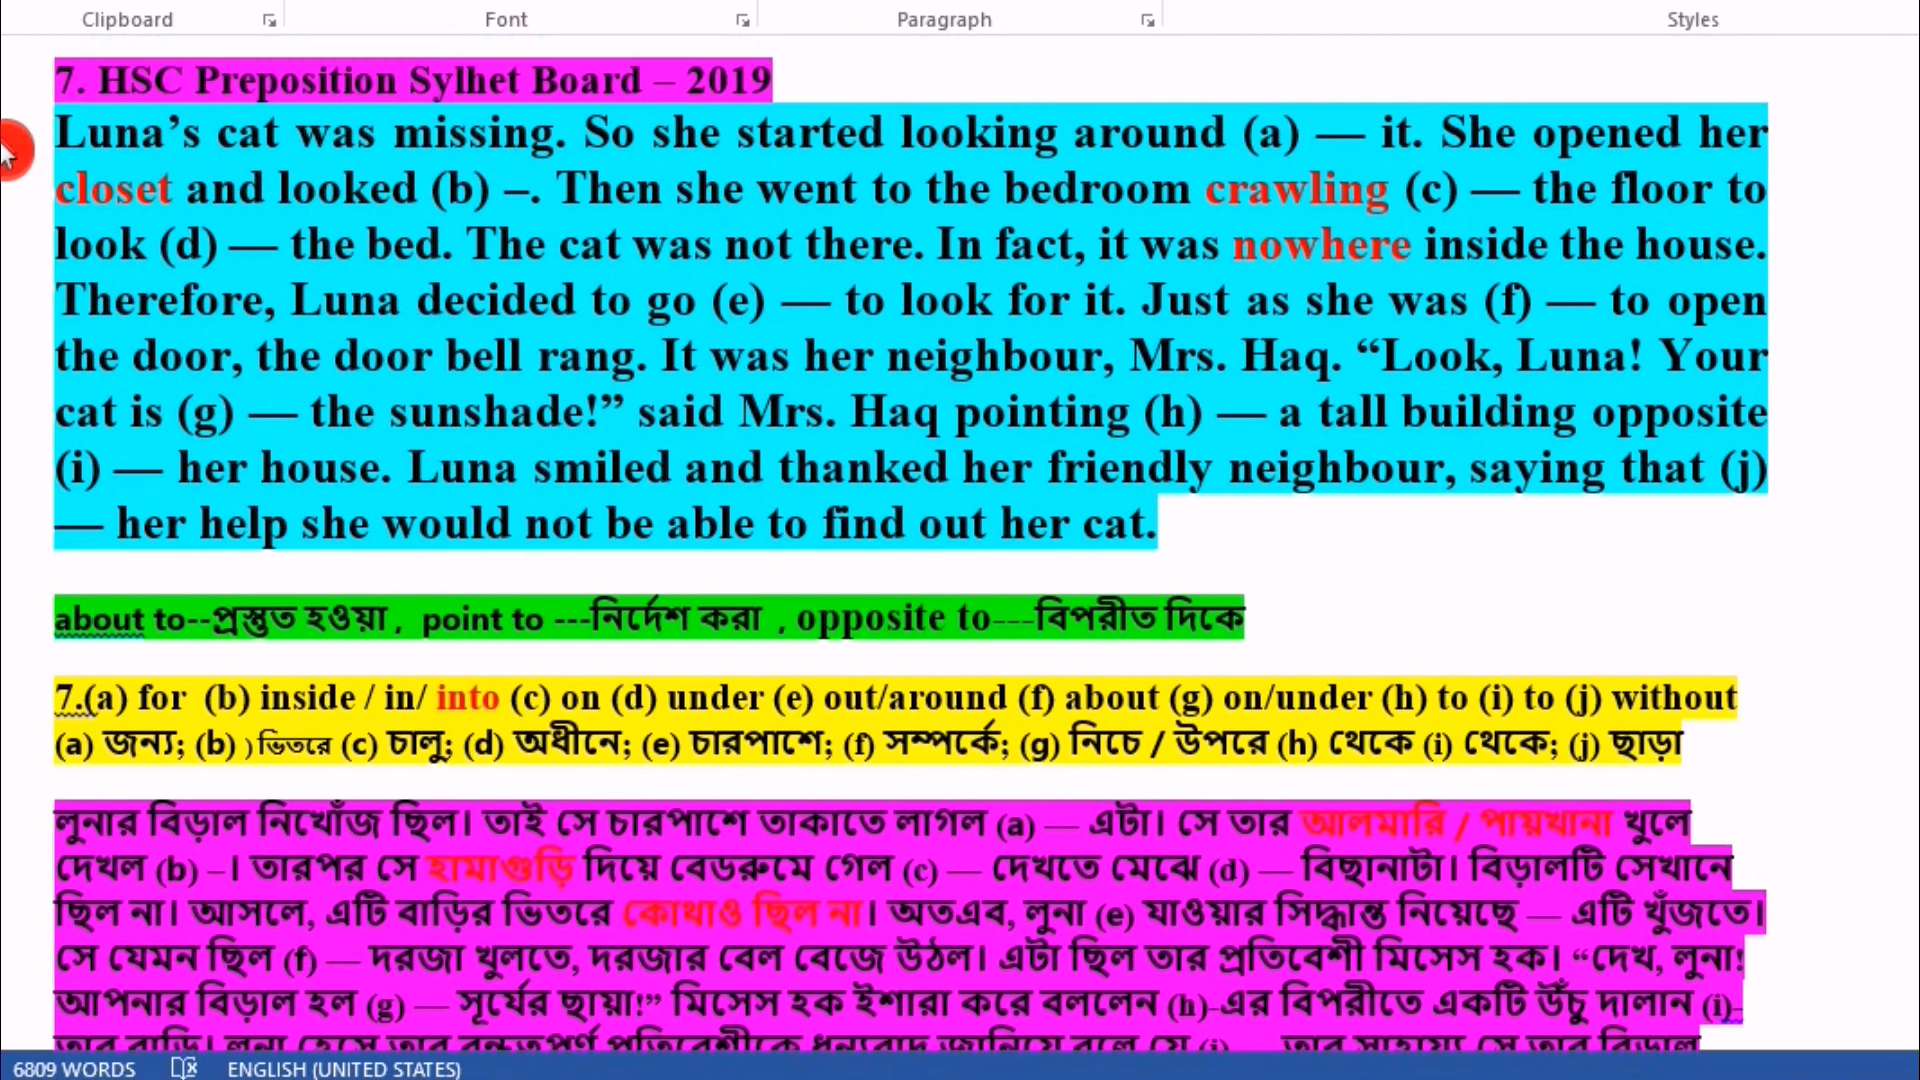 Clipboard Font Paragraph Styles
7. HSC Preposition Sylhet Board – 2019
Luna’s cat was missing. So she started looking around (a) — it. She opened her
closet and looked (b) –. Then she went to the bedroom crawling (c) — the floor to
look (d) — the bed. The cat was not there. In fact, it was nowhere inside the house.
Therefore, Luna decided to go (e) — to look for it. Just as she was (f) — to open
the door, the door bell rang. It was her neighbour, Mrs. Haq. “Look, Luna! Your
cat is (g) — the sunshade!” said Mrs. Haq pointing (h) — a tall building opposite
(i) — her house. Luna smiled and thanked her friendly neighbour, saying that (j)
— her help she would not be able to find out her cat.
about to--প্রস্তুত হওয়া , point to ---নির্দেশ করা , opposite to---বিপরীত দিকে
7.(a) for (b) inside / in/ into (c) on (d) under (e) out/around (f) about (g) on/under (h) to (i) to (j) without
(a) জন্য; (b) ) ভিতরে (c) চালু; (d) অধীনে; (e) চারপাশে; (f) সম্পর্কে; (g) নিচে / উপরে (h) থেকে (i) থেকে; (j) ছাড়া
লুনার বিড়াল নিখোঁজ ছিল। তাই সে চারপাশে তাকাতে লাগল (a) — এটা। সে তার আলমারি / পায়খানা খুলে
দেখল (b) –। তারপর সে হামাগুড়ি দিয়ে বেডরুমে গেল (c) — দেখতে মেঝে (d) — বিছানাটা। বিড়ালটি সেখানে
ছিল না। আসলে, এটি বাড়ির ভিতরে কোথাও ছিল না। অতএব, লুনা (e) যাওয়ার সিদ্ধান্ত নিয়েছে — এটি খুঁজতে।
সে যেমন ছিল (f) — দরজা খুলতে, দরজার বেল বেজে উঠল। এটা ছিল তার প্রতিবেশী মিসেস হক। “দেখ, লুনা!
আপনার বিড়াল হল (g) — সূর্যের ছায়া!” মিসেস হক ইশারা করে বললেন (h)-এর বিপরীতে একটি উঁচু দালান (i)-
তার বাড়ি। লুনা হেসে তার বন্ধুত্বপূর্ণ প্রতিবেশীকে ধন্যবাদ জানিয়ে বলে যে (j) — তার সাহায্য সে তার বিড়াল
6809 WORDS ENGLISH (UNITED STATES)